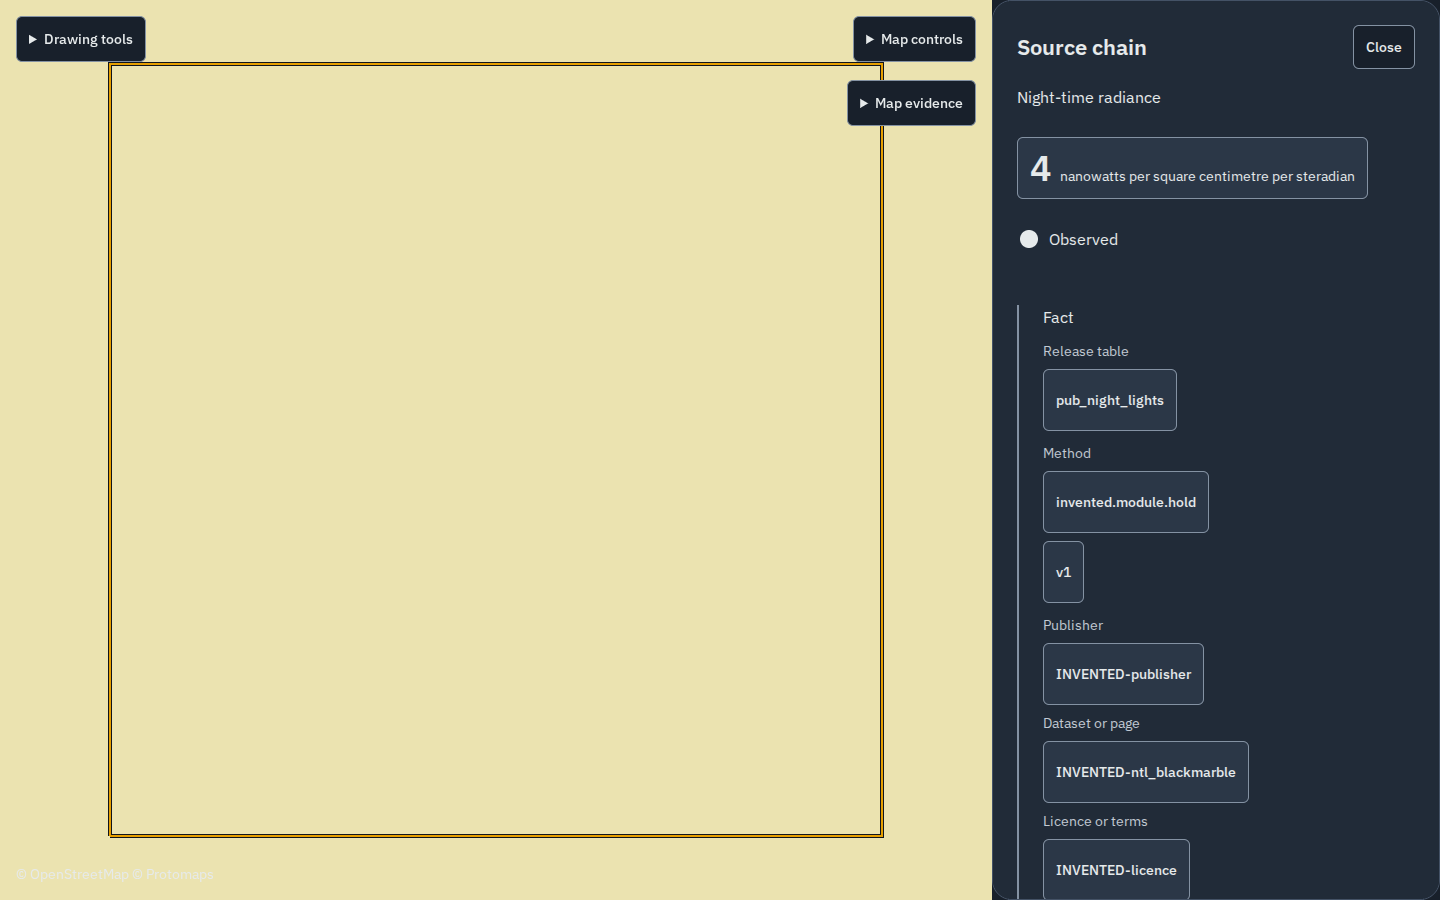 Drawing tools
Map controls
Map evidence
© OpenStreetMap © Protomaps
Source chain
Close
Night-time radiance
4 nanowatts per square centimetre per steradian
Observed
Fact
Release table
pub_night_lights
Method
invented.module.hold
v1
Publisher
INVENTED-publisher
Dataset or page
INVENTED-ntl_blackmarble
Licence or terms
INVENTED-licence